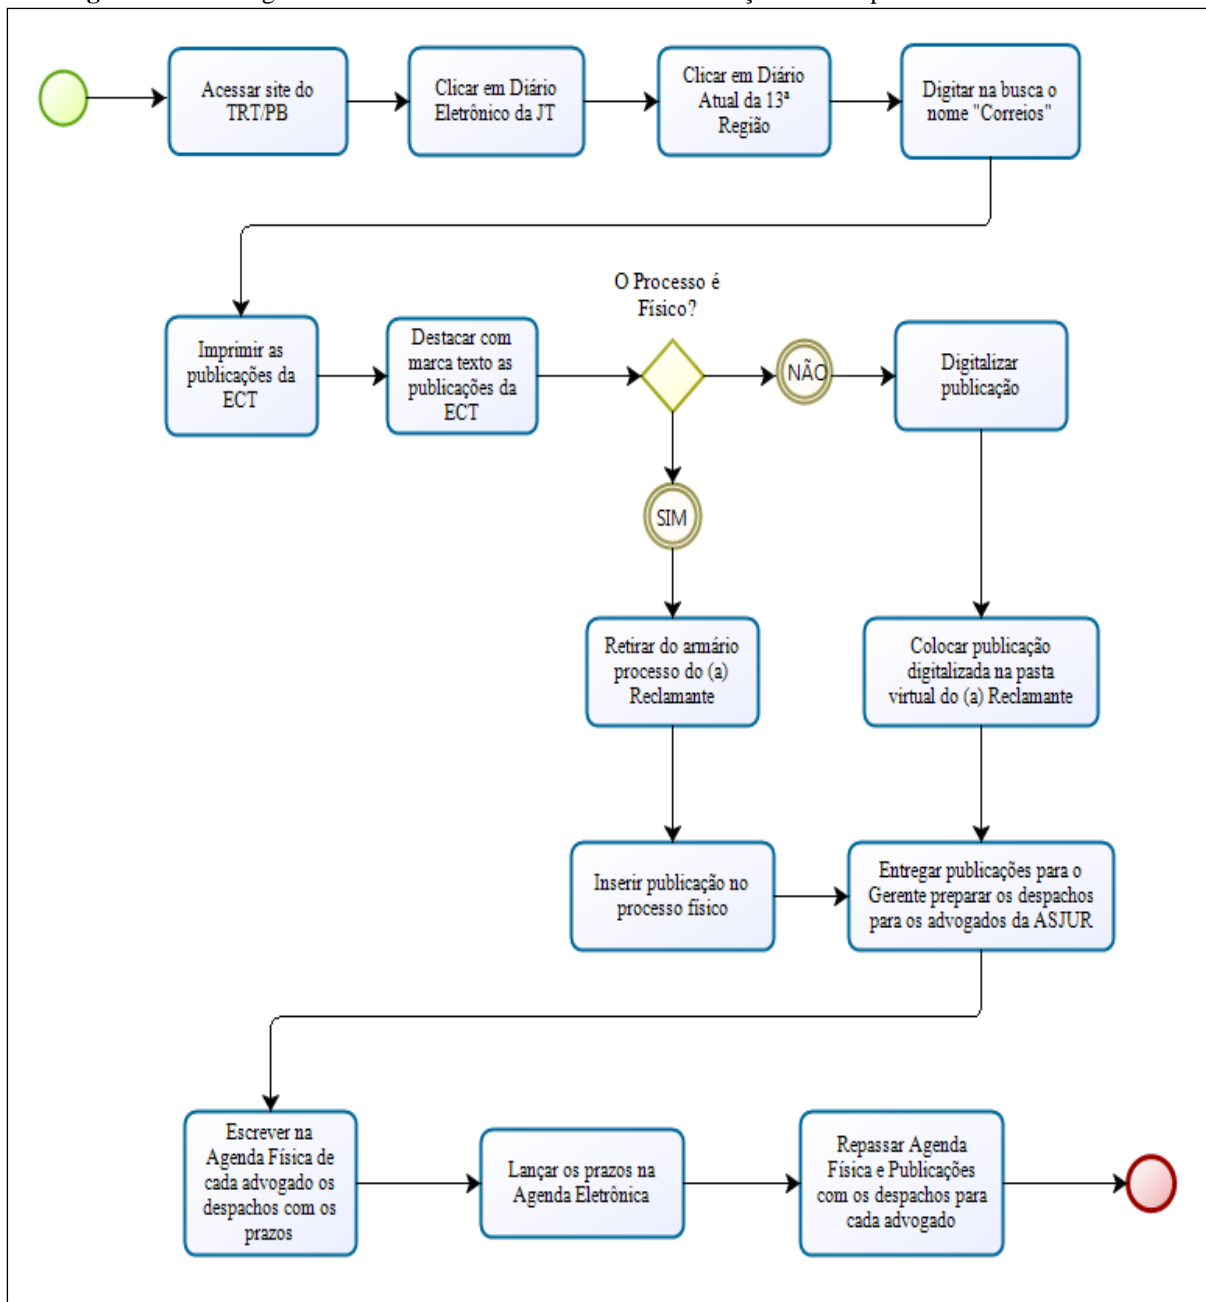 Acessar site do
TRT/PB
Clicar em Diário
Eletrônico da JT
Clicar em Diário
Atual da 13ª
Região
Digitar na busca o
nome "Correios"
Imprimir as
publicações da
ECT
Destacar com
marca texto as
publicações da
ECT
O Processo é
Físico?
NÃO
Digitalizar
publicação
SIM
Retirar do armário
processo do (a)
Reclamante
Colocar publicação
digitalizada na pasta
virtual do (a) Reclamante
Inserir publicação no
processo físico
Entregar publicações para o
Gerente preparar os despachos
para os advogados da ASJUR
Escrever na
Agenda Física de
cada advogado os
despachos com os
prazos
Lançar os prazos na
Agenda Eletrônica
Repassar Agenda
Física e Publicações
com os despachos para
cada advogado